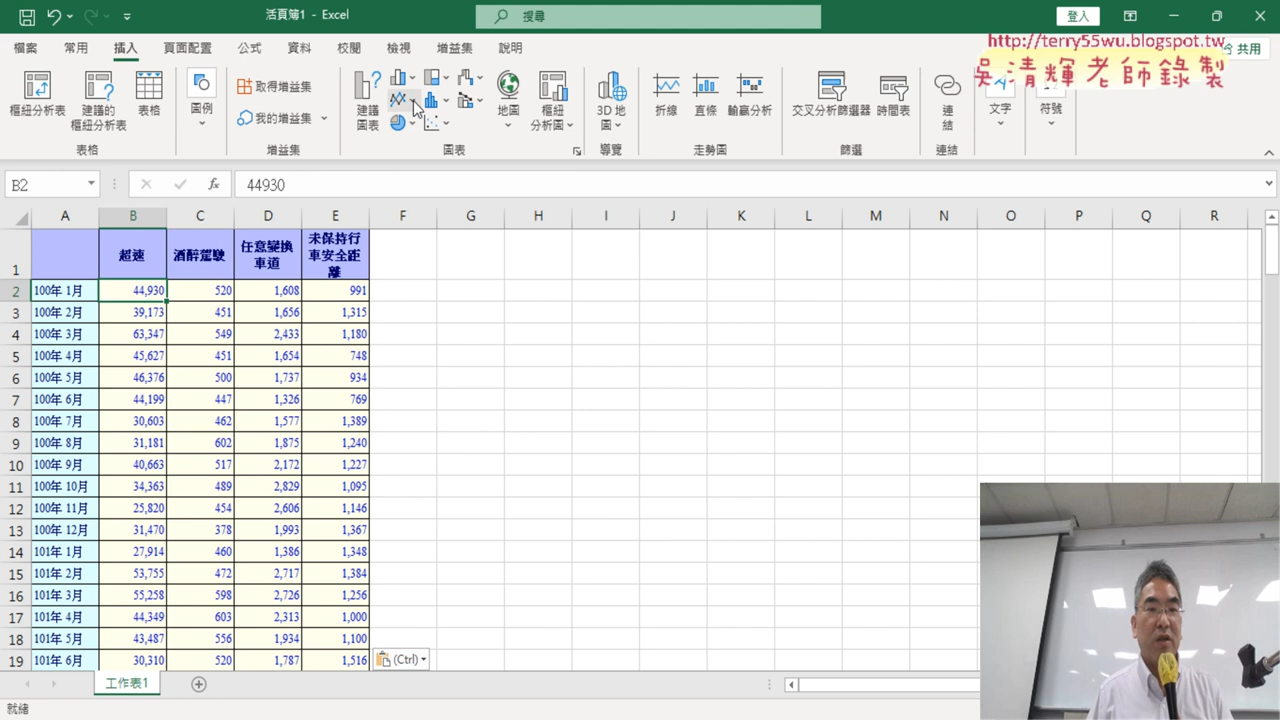 活頁簿1 - Excel
搜尋
登入
檔案 常用 插入 頁面配置 公式 資料 校閱 檢視 增益集 說明
共用
http://terry55wu.blogspot.tw
吳清輝老師錄製
樞紐分析表
建議的
樞紐分析表
表格
圖例
取得增益集
我的增益集
建議
圖表
地圖
樞紐
分析圖
3D 地
圖
折線
直條
輸贏分析
交叉分析篩選器
時間表
連
結
文字
符號
表格 增益集 圖表 導覽 走勢圖 篩選 連結
B2 fx 44930
A B C D E F G H I J K L M N O P Q R
1 超速 酒醉駕駛 任意變換車道 未保持行車安全距離
2 100年 1月 44,930 520 1,608 991
3 100年 2月 39,173 451 1,656 1,315
4 100年 3月 63,347 549 2,433 1,180
5 100年 4月 45,627 451 1,654 748
6 100年 5月 46,376 500 1,737 934
7 100年 6月 44,199 447 1,326 769
8 100年 7月 30,603 462 1,577 1,389
9 100年 8月 31,181 602 1,875 1,240
10 100年 9月 40,663 517 2,172 1,227
11 100年 10月 34,363 489 2,829 1,095
12 100年 11月 25,820 454 2,606 1,146
13 100年 12月 31,470 378 1,993 1,367
14 101年 1月 27,914 460 1,386 1,348
15 101年 2月 53,755 472 2,717 1,384
16 101年 3月 55,258 598 2,726 1,256
17 101年 4月 44,349 603 2,313 1,000
18 101年 5月 43,487 556 1,934 1,100
19 101年 6月 30,310 520 1,787 1,516
(Ctrl)
工作表1
就緒